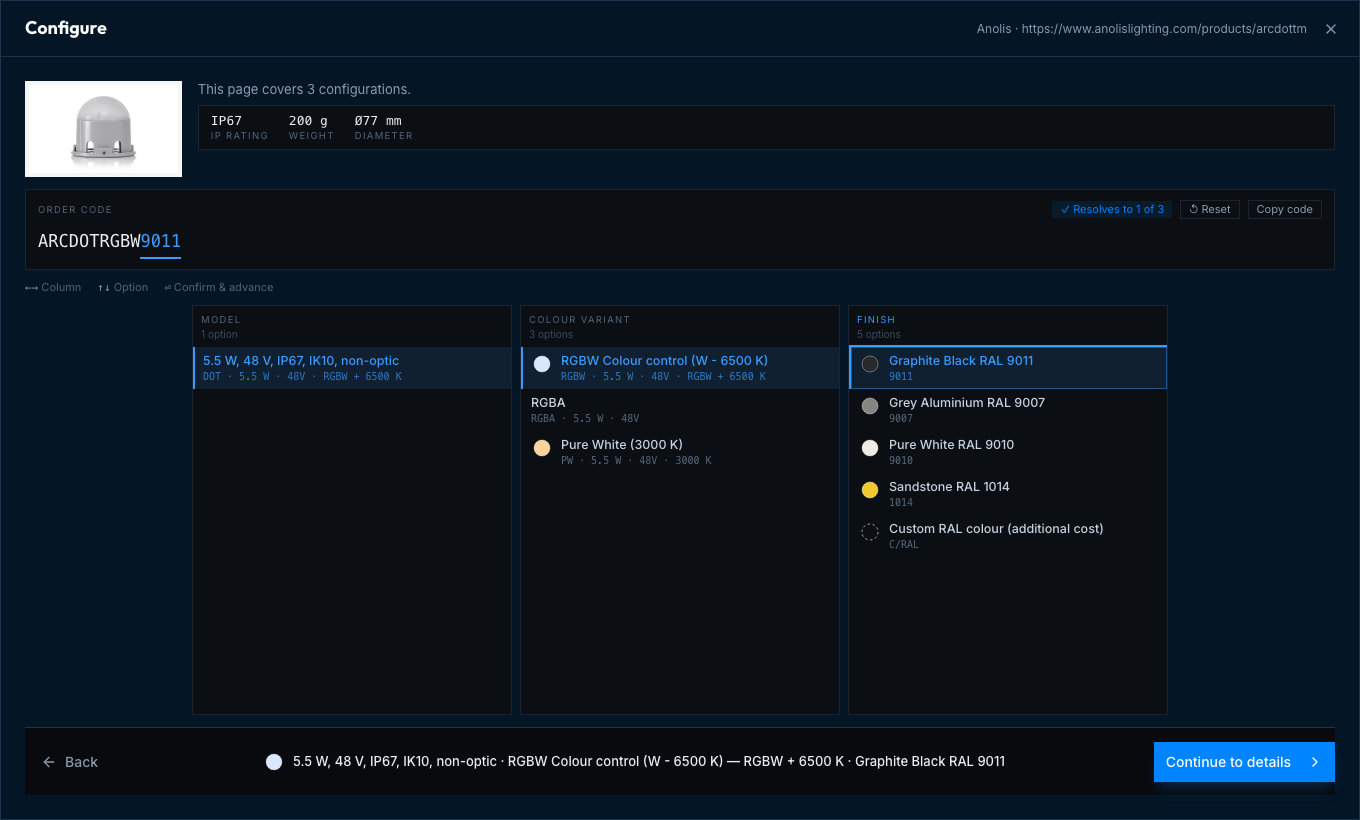 Configure
Anolis · https://www.anolislighting.com/products/arcdottm
This page covers 3 configurations.
IP67 200 g Ø77 mm
IP RATING WEIGHT DIAMETER
ORDER CODE
✓ Resolves to 1 of 3 ↺ Reset Copy code
ARCDOTRGBW9011
←→ Column ↑↓ Option ⏎ Confirm & advance
MODEL
1 option
5.5 W, 48 V, IP67, IK10, non-optic
DOT · 5.5 W · 48V · RGBW + 6500 K
COLOUR VARIANT
3 options
RGBW Colour control (W - 6500 K)
RGBW · 5.5 W · 48V · RGBW + 6500 K
RGBA
RGBA · 5.5 W · 48V
Pure White (3000 K)
PW · 5.5 W · 48V · 3000 K
FINISH
5 options
Graphite Black RAL 9011
9011
Grey Aluminium RAL 9007
9007
Pure White RAL 9010
9010
Sandstone RAL 1014
1014
Custom RAL colour (additional cost)
C/RAL
← Back
5.5 W, 48 V, IP67, IK10, non-optic · RGBW Colour control (W - 6500 K) — RGBW + 6500 K · Graphite Black RAL 9011
Continue to details